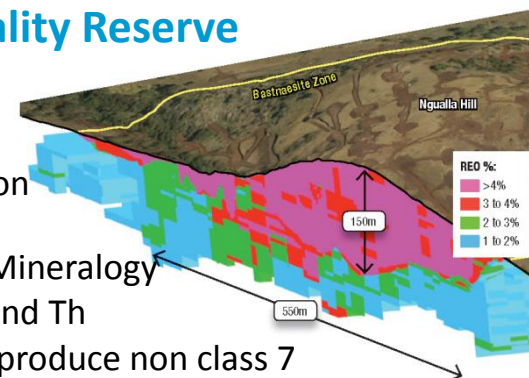 ality Reserve
Bastnaesite Zone
Ngualla Hill
on
REO %:
>4%
3 to 4%
2 to 3%
1 to 2%
150m
Mineralogy
nd Th
550m
produce non class 7